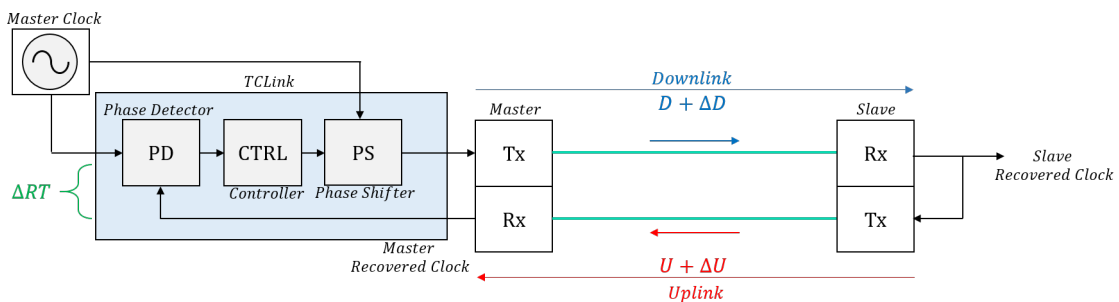 Master Clock
TCLink
Phase Detector
PD
CTRL
PS
Controller
Phase Shifter
ΔRT
Master
Recovered Clock
Master
Tx
Rx
Downlink
D + ΔD
U + ΔU
Uplink
Slave
Rx
Tx
Slave
Recovered Clock